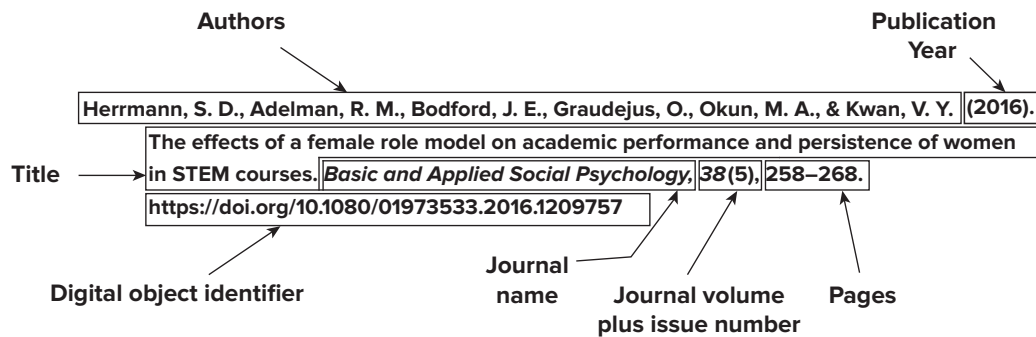 Authors
Publication
Year
Herrmann, S. D., Adelman, R. M., Bodford, J. E., Graudejus, O., Okun, M. A., & Kwan, V. Y. (2016).
The effects of a female role model on academic performance and persistence of women
Title
in STEM courses. Basic and Applied Social Psychology, 38(5), 258–268.
https://doi.org/10.1080/01973533.2016.1209757
Digital object identifier
Journal
name
Journal volume
plus issue number
Pages